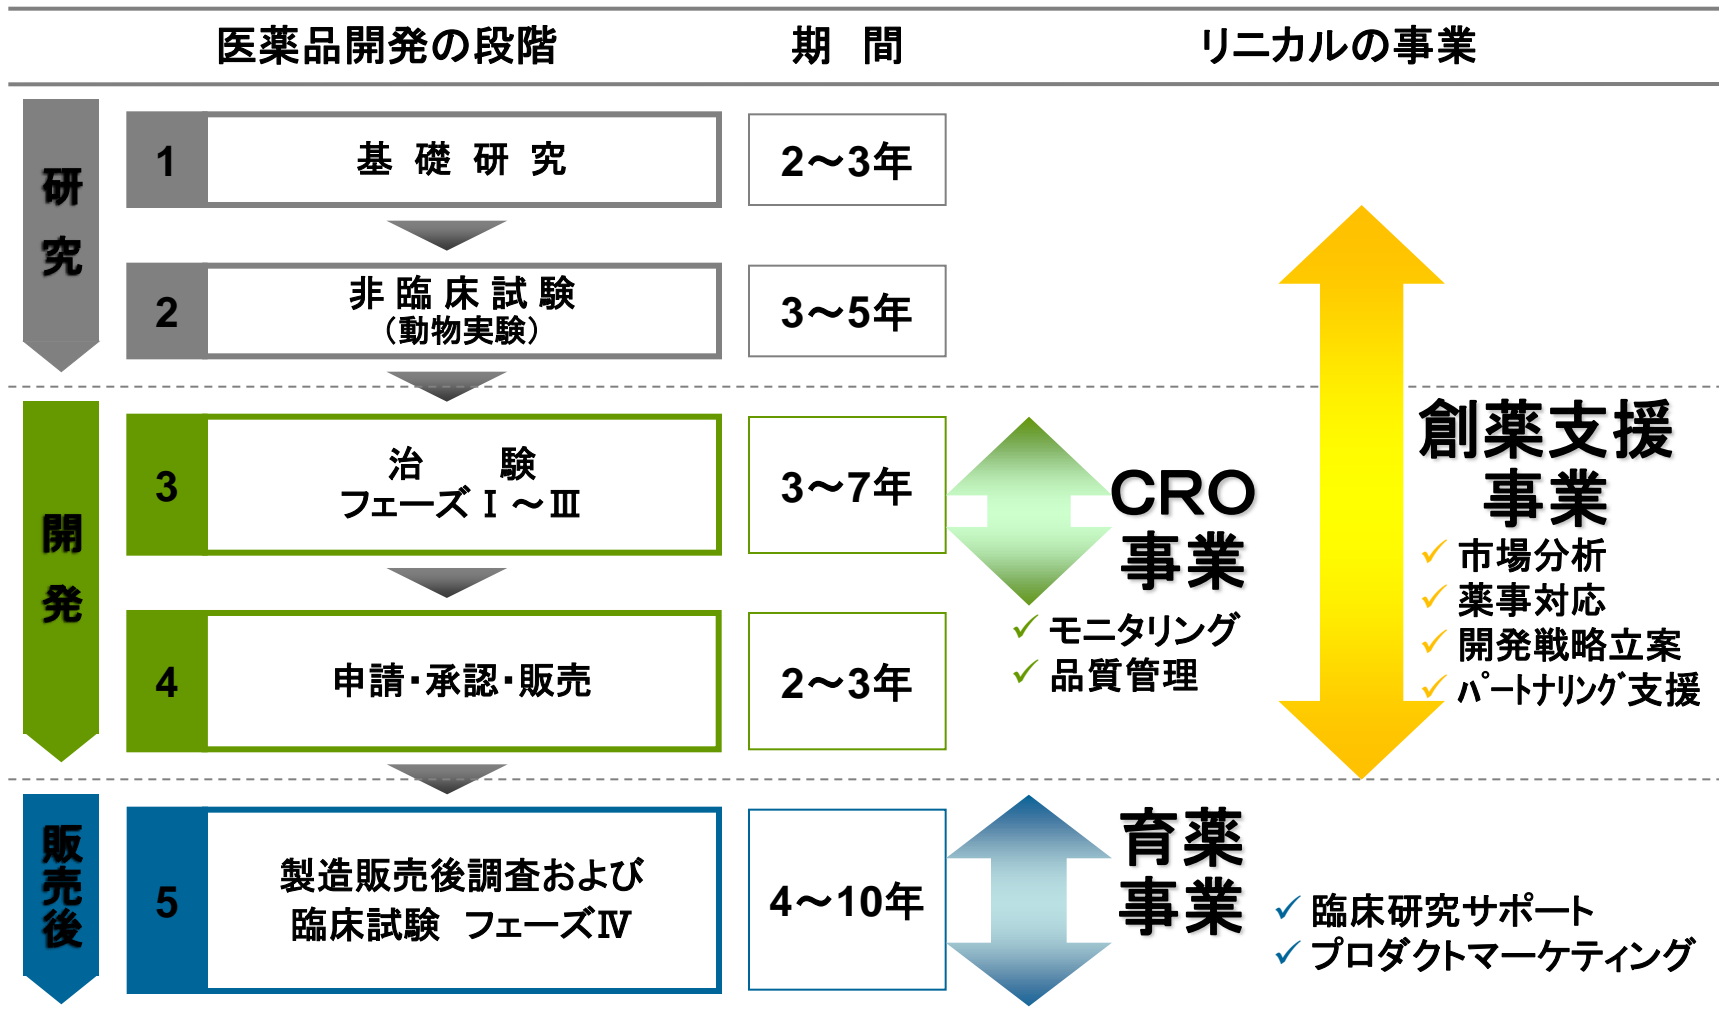 医薬品開発の段階
期 間
リニカルの事業
研究
1
基 礎 研 究
2～3年
2
非 臨 床 試 験
（動物実験）
3～5年
開発
3
治 験
フェーズⅠ～Ⅲ
3～7年
CRO
事業
✓ モニタリング
✓ 品質管理
創薬支援
事業
✓ 市場分析
✓ 薬事対応
✓ 開発戦略立案
✓ ﾊﾟｰﾄﾅﾘﾝｸﾞ支援
4
申請・承認・販売
2～3年
販売後
5
製造販売後調査および
臨床試験 フェーズⅣ
4～10年
育薬
事業
✓ 臨床研究サポート
✓ プロダクトマーケティング